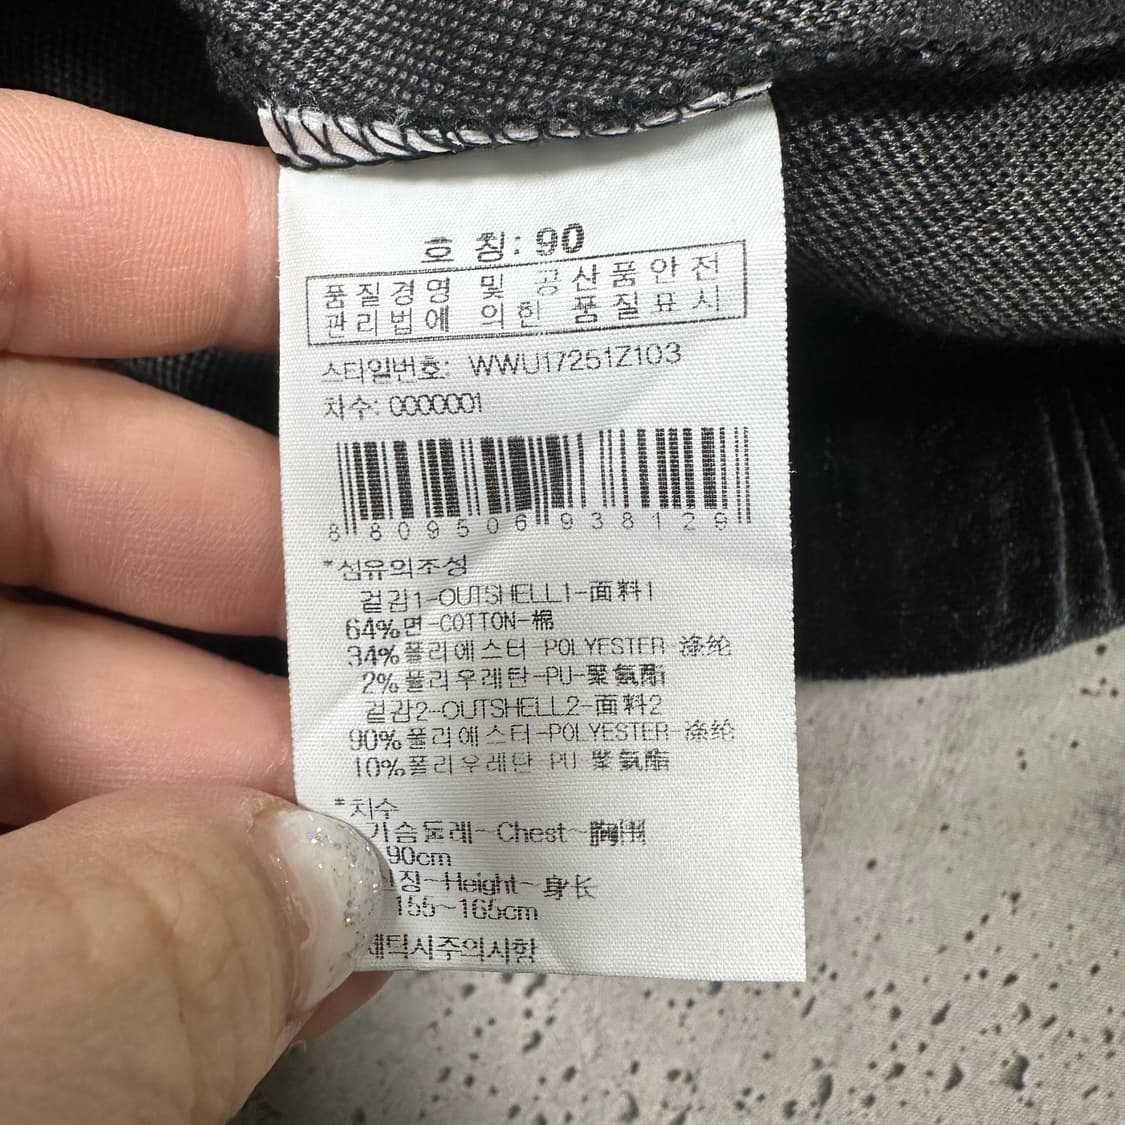 호 칭: 90
품질경영 및 공산품안전
관리법에 의한 품질표시
스타일번호: WWU17251Z103
차수: 0000001
8 809506 938129
*섬유의조성
겉감1-OUTSHELL1-面料1
64%면-COTTON-棉
34%폴리에스터 POLYESTER 涤纶
2%폴리우레탄-PU-聚氨酯
겉감2-OUTSHELL2-面料2
90%폴리에스터-POLYESTER-涤纶
10%폴리우레탄 PU 聚氨酯
*치수
가슴둘레~Chest~胸围
90cm
장~Height~身长
155~165cm
세탁시주의사항